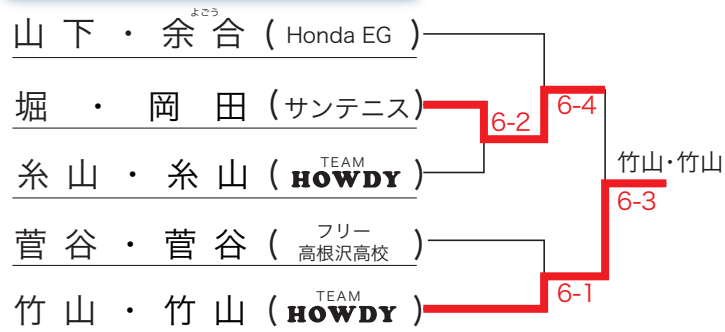 よごう
山下・余合(Honda EG)
堀・岡田(サンテニス)
6-2
6-4
糸山・糸山(TEAM HOWDY)
竹山・竹山
6-3
菅谷・菅谷(フリー 高根沢高校)
6-1
竹山・竹山(TEAM HOWDY)